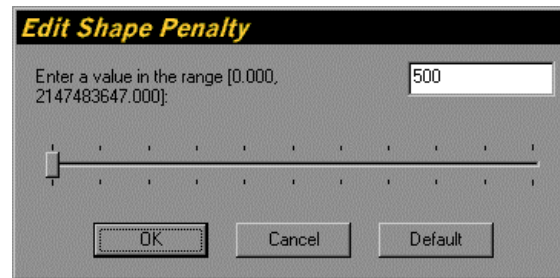 Edit Shape Penalty
Enter a value in the range [0.000, 500
2147483647.000]:
OK Cancel Default